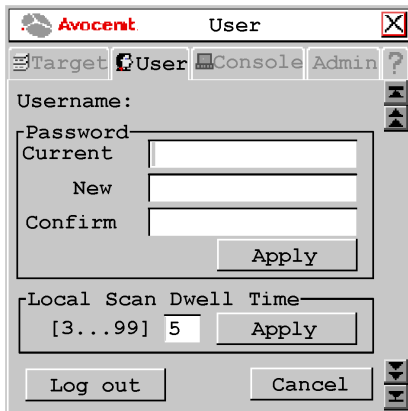 Avocent. User
Target User Console Admin ?
Username:
Password
Current
New
Confirm
Apply
Local Scan Dwell Time
[3...99] 5 Apply
Log out Cancel